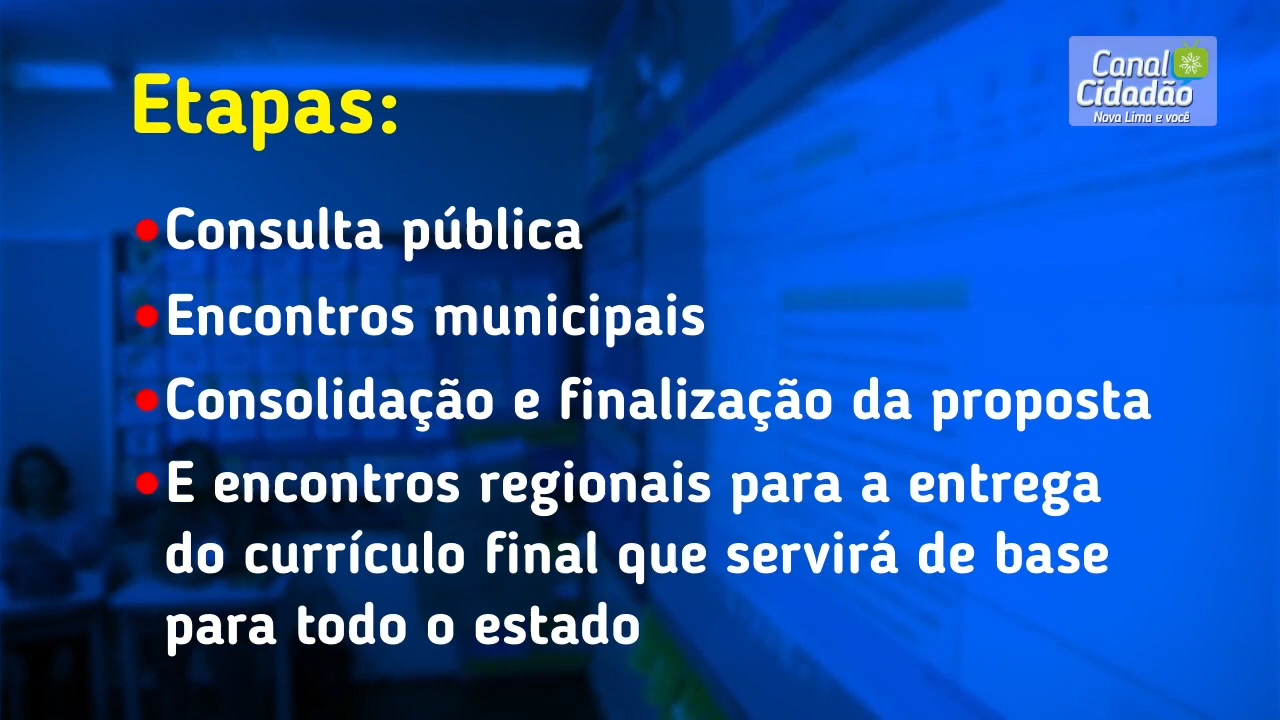 Canal
Cidadão
Nova Lima e você
Etapas:
Consulta pública
Encontros municipais
Consolidação e finalização da proposta
E encontros regionais para a entrega
do currículo final que servirá de base
para todo o estado